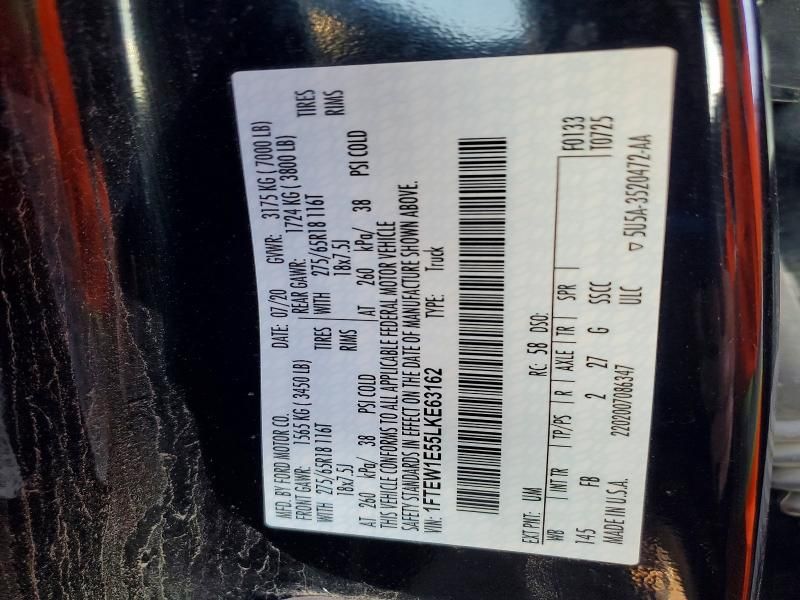 MFD. BY FORD MOTOR CO.
DATE: 07/20 GVWR: 3175 KG ( 7000 LB)
FRONT GAWR: 1565 KG ( 3450 LB) REAR GAWR: 1724 KG ( 3800 LB)
WITH 275/65R18 116T TIRES WITH 275/65R18 116T TIRES
18x7.5J RIMS 18x7.5J RIMS
AT 260 kPa/ 38 PSI COLD AT 260 kPa/ 38 PSI COLD
THIS VEHICLE CONFORMS TO ALL APPLICABLE FEDERAL MOTOR VEHICLE
SAFETY STANDARDS IN EFFECT ON THE DATE OF MANUFACTURE SHOWN ABOVE.
VIN: 1FTEW1E55LKE63162 TYPE: Truck
EXT PNT: UM RC: 58 DSO: F0133
WB INT TR TP/PS R AXLE TR SPR T0725
145 FB 2 27 G SSCC
MADE IN U.S.A. 220200706347 ULC ▽ 5U5A-3520472-AA